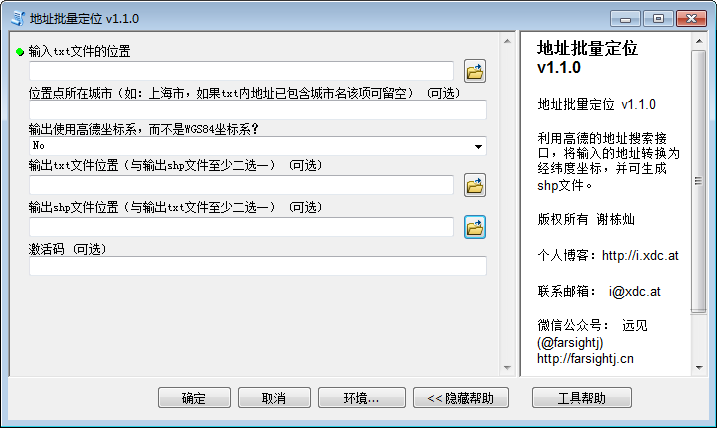 地址批量定位 v1.1.0
输入txt文件的位置
位置点所在城市（如：上海市，如果txt内地址已包含城市名该项可留空）（可选）
输出使用高德坐标系，而不是WGS84坐标系？
No
输出txt文件位置（与输出shp文件至少二选一）（可选）
输出shp文件位置（与输出txt文件至少二选一）（可选）
激活码（可选）
地址批量定位
v1.1.0
地址批量定位 v1.1.0
利用高德的地址搜索接
口，将输入的地址转换为
经纬度坐标，并可生成
shp文件。
版权所有 谢栋灿
个人博客：http://i.xdc.at
联系邮箱： i@xdc.at
微信公众号： 远见
(@farsightj)
http://farsightj.cn
确定
取消
环境...
<< 隐藏帮助
工具帮助